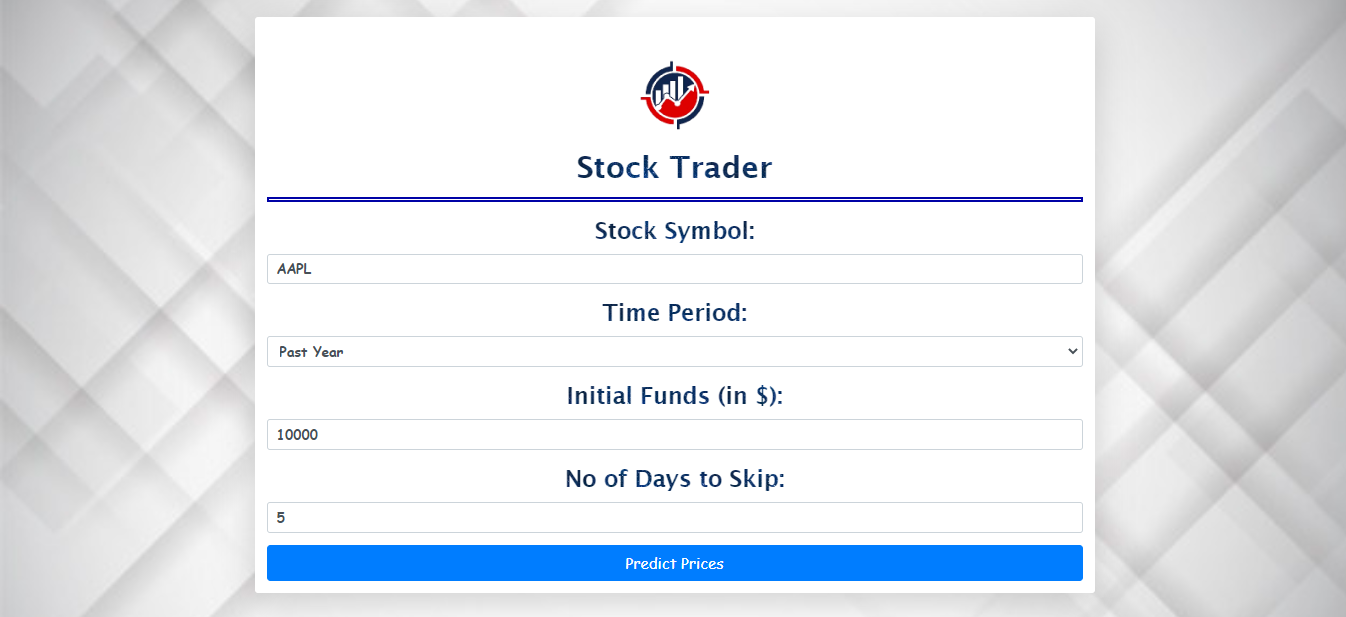 Stock Trader
Stock Symbol:
AAPL
Time Period:
Past Year
Initial Funds (in $):
10000
No of Days to Skip:
5
Predict Prices